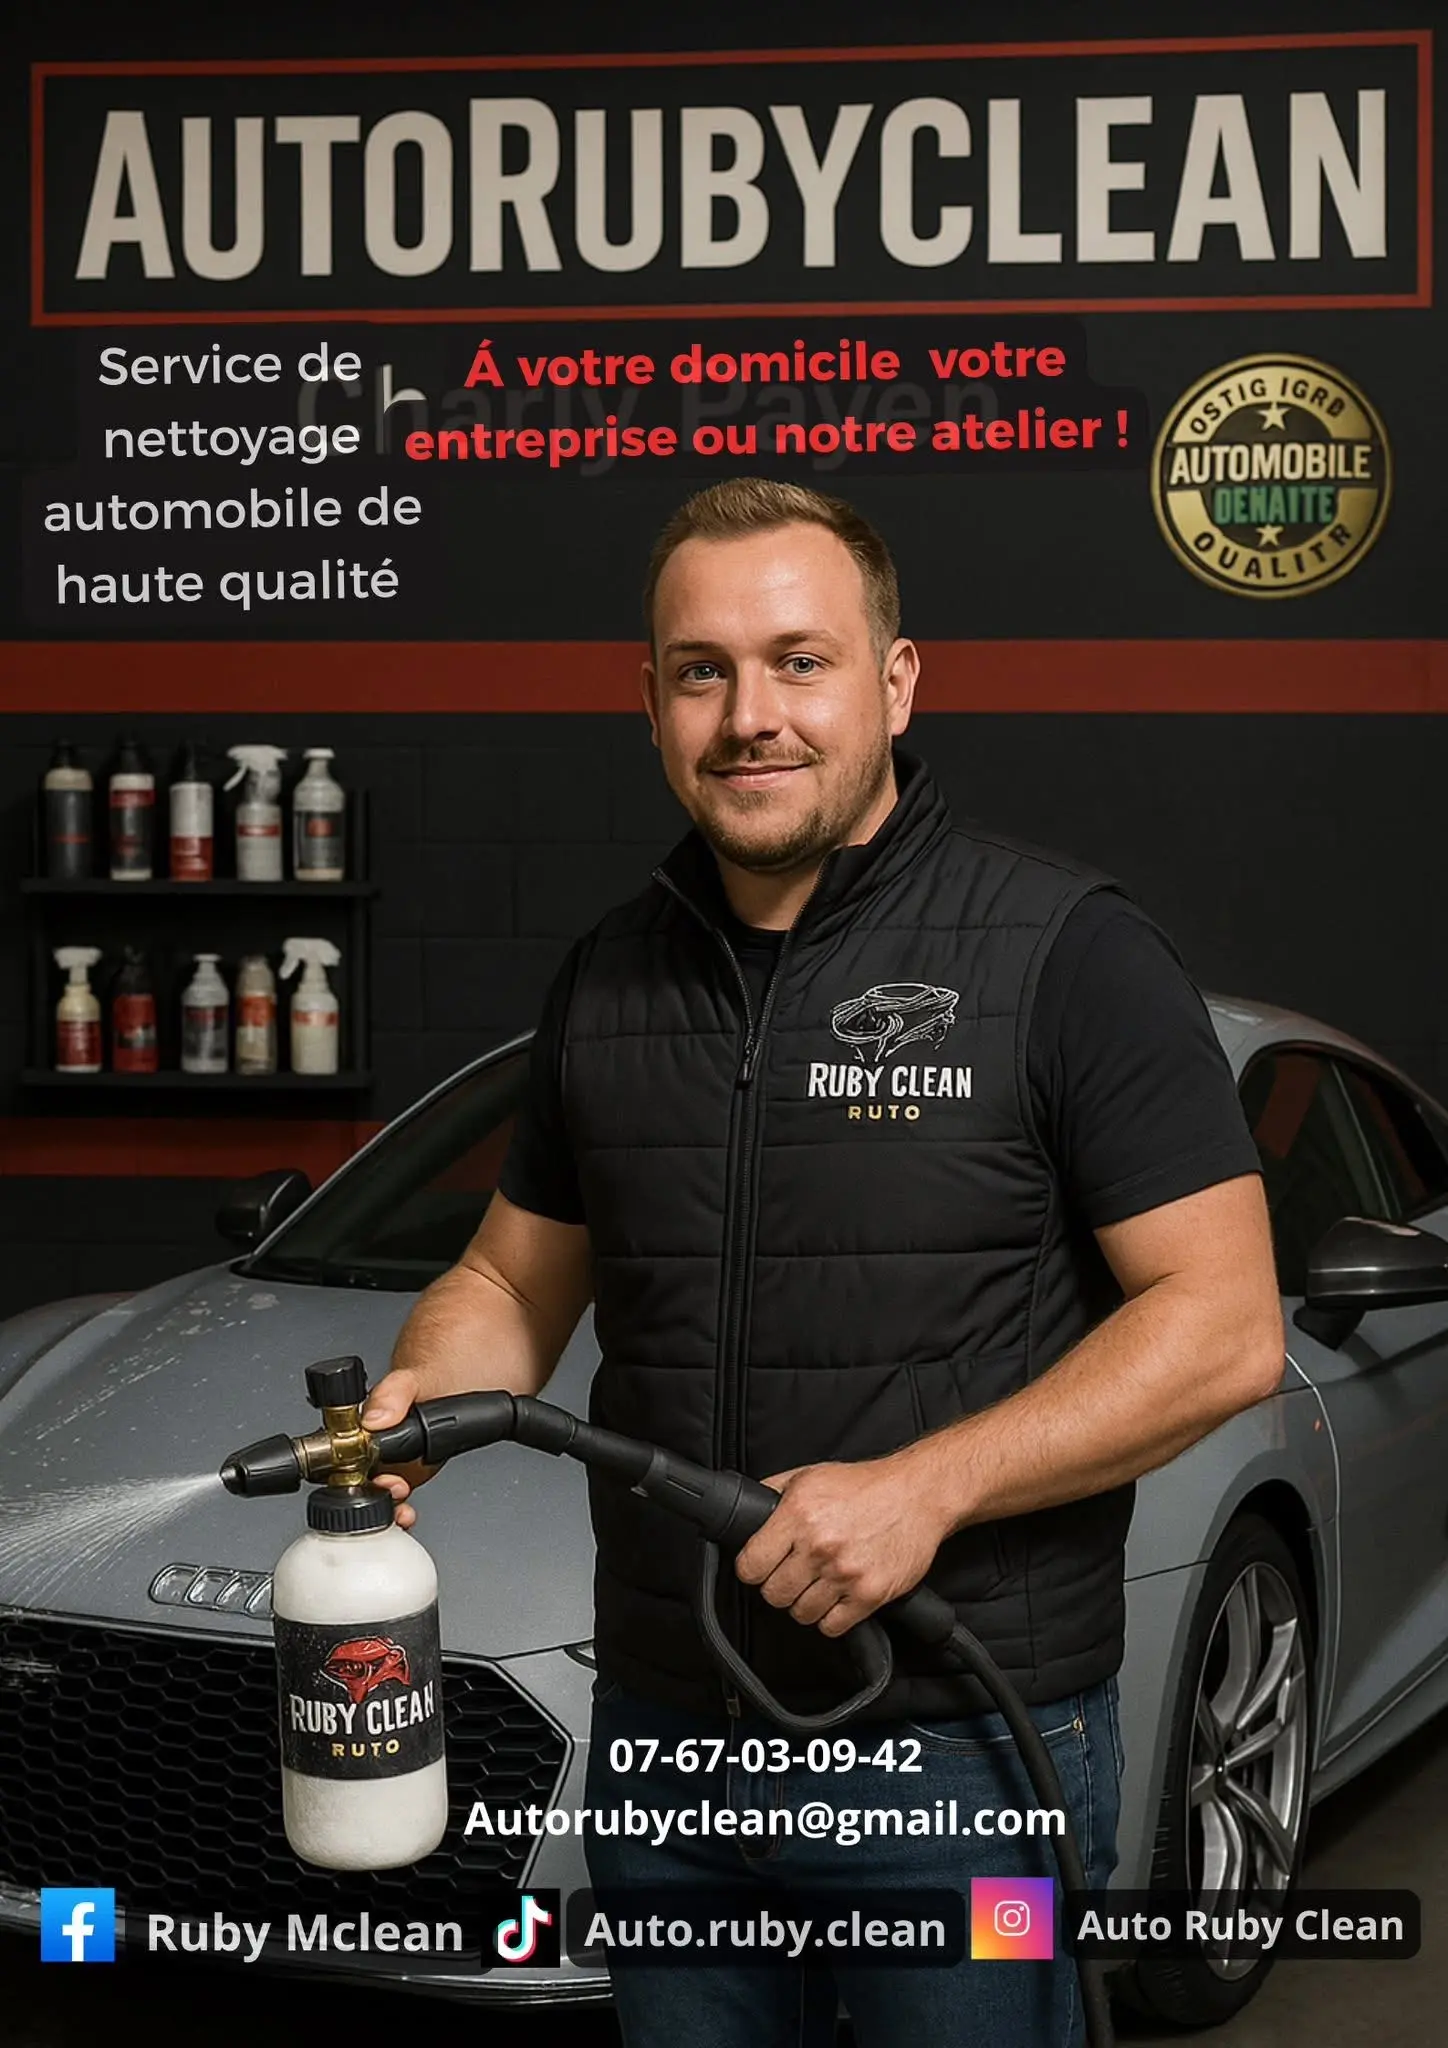 AUTORUBYCLEAN
Service de
nettoyage
automobile de
haute qualité
Á votre domicile votre
entreprise ou notre atelier !
Charly Payen
OSTIG IGRB
AUTOMOBILE
DENAITE
QUALITR
RUBY CLEAN
RUTO
RUBY CLEAN
RUTO
07-67-03-09-42
Autorubyclean@gmail.com
Ruby Mclean
Auto.ruby.clean
Auto Ruby Clean